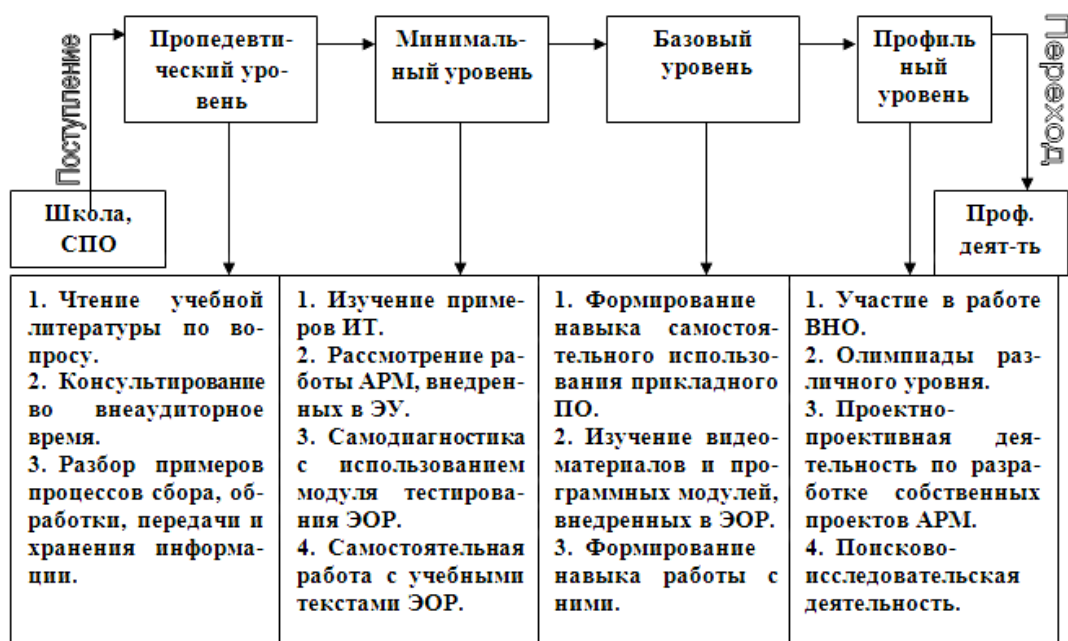 Поступление
Пропедевти-
ческий уро-
вень
Минималь-
ный уровень
Базовый
уровень
Профиль
ный
уровень
Переход
Школа,
СПО
Проф.
деят-ть
1. Чтение учебной
литературы по во-
просу.
2. Консультирование
во внеаудиторное
время.
3. Разбор примеров
процессов сбора, об-
работки, передачи и
хранения информа-
ции.
1. Изучение приме-
ров ИТ.
2. Рассмотрение ра-
боты АРМ, внедрен-
ных в ЭУ.
3. Самодиагностика
с использованием
модуля тестирова-
ния ЭОР.
4. Самостоятельная
работа с учебными
текстами ЭОР.
1. Формирование
навыка самостоя-
тельного использо-
вания прикладного
ПО.
2. Изучение видео-
материалов и про-
граммных модулей,
внедренных в ЭОР.
3. Формирование
навыка работы с
ними.
1. Участие в работе
ВНО.
2. Олимпиады раз-
личного уровня.
3. Проектно-
проективная дея-
тельность по разра-
ботке собственных
проектов АРМ.
4. Поисково-
исследовательская
деятельность.